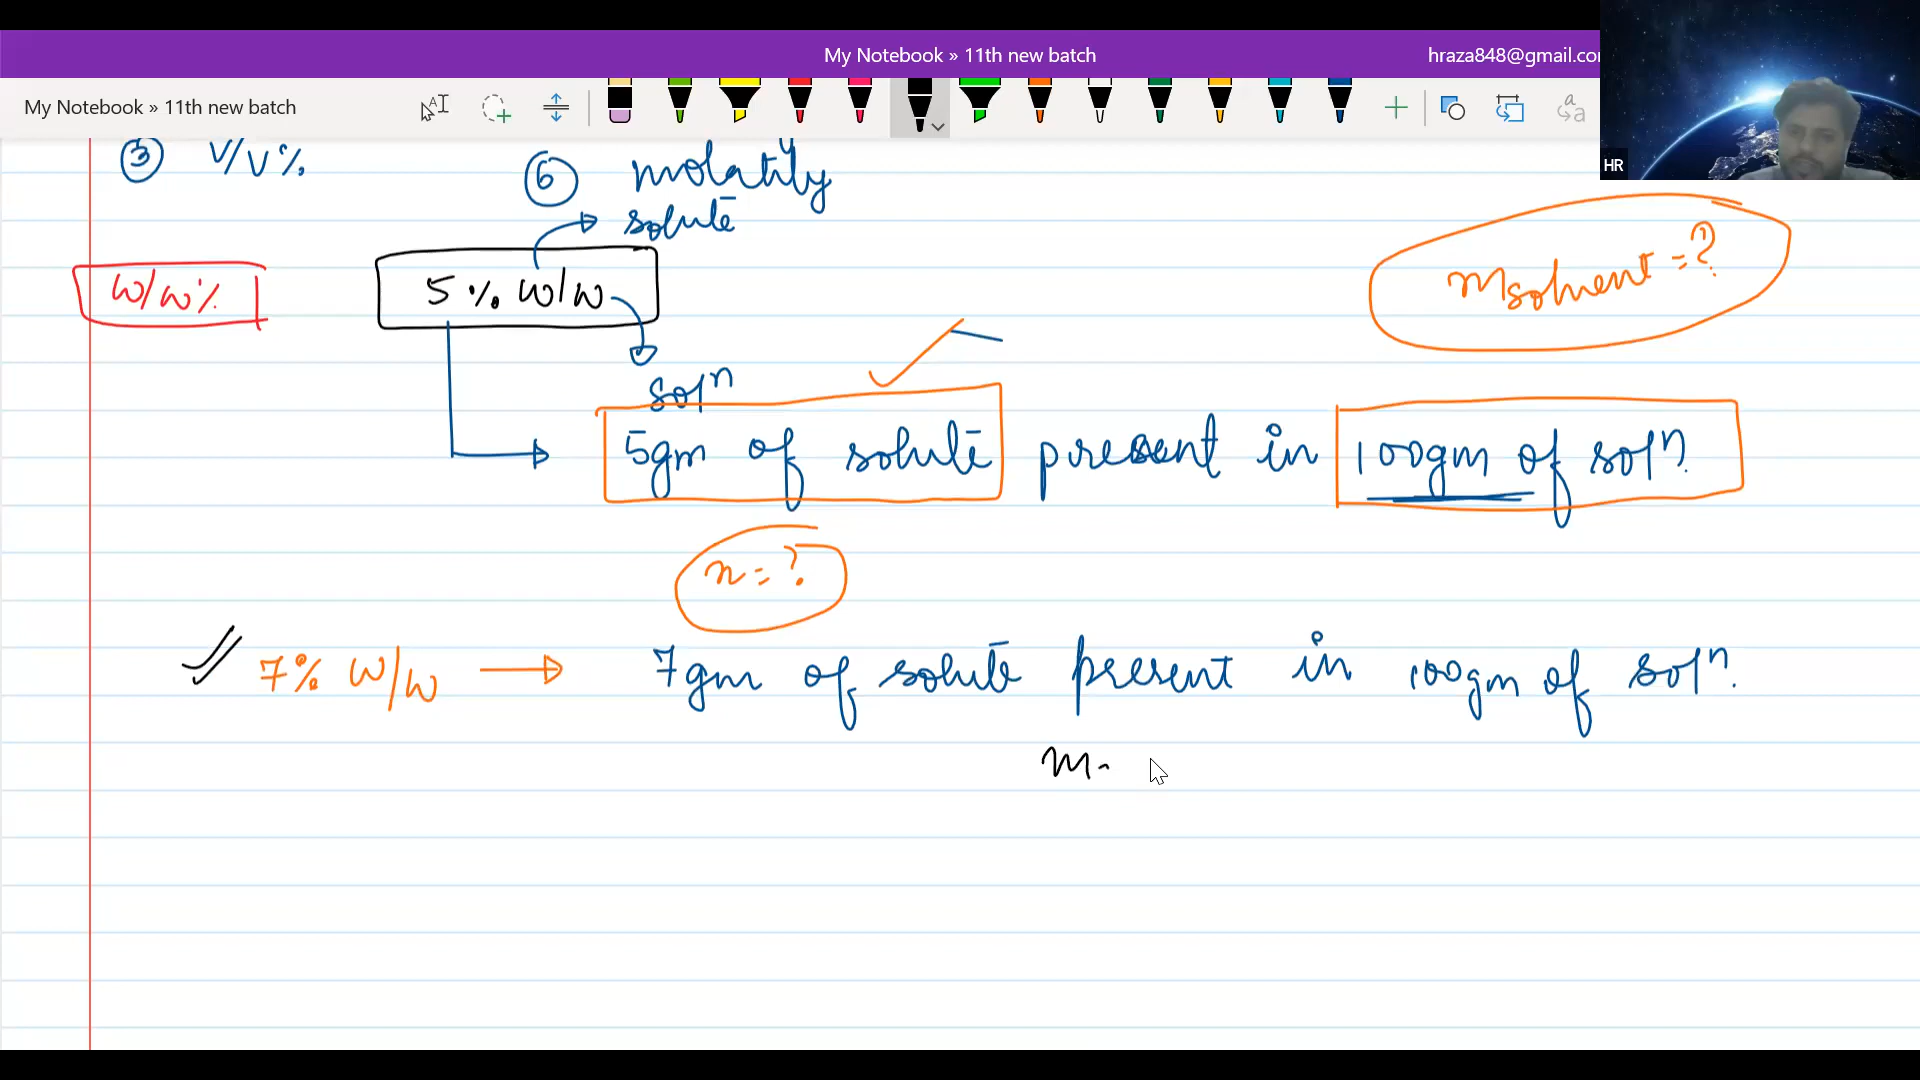 My Notebook » 11th new batch
hraza848@gmail.co
My Notebook » 11th new batch
HR
③ V/V %
⑥ molality
solute
W/W %
5 % W/W
Msolvent = ?
solⁿ
5gm of solute present in 100gm of solⁿ.
n = ?
7% W/W → 7gm of solute present in 100gm of solⁿ.
M